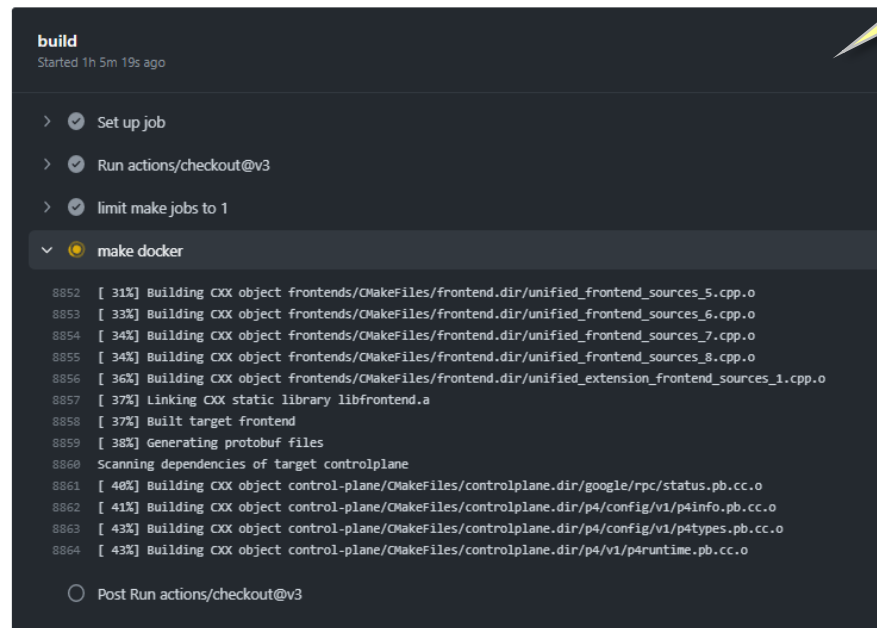 build
Started 1h 5m 19s ago
Set up job
Run actions/checkout@v3
limit make jobs to 1
make docker
8852 [ 31%] Building CXX object frontends/CMakeFiles/frontend.dir/unified_frontend_sources_5.cpp.o
8853 [ 33%] Building CXX object frontends/CMakeFiles/frontend.dir/unified_frontend_sources_6.cpp.o
8854 [ 34%] Building CXX object frontends/CMakeFiles/frontend.dir/unified_frontend_sources_7.cpp.o
8855 [ 34%] Building CXX object frontends/CMakeFiles/frontend.dir/unified_frontend_sources_8.cpp.o
8856 [ 36%] Building CXX object frontends/CMakeFiles/frontend.dir/unified_extension_frontend_sources_1.cpp.o
8857 [ 37%] Linking CXX static library libfrontend.a
8858 [ 37%] Built target frontend
8859 [ 38%] Generating protobuf files
8860 Scanning dependencies of target controlplane
8861 [ 40%] Building CXX object control-plane/CMakeFiles/controlplane.dir/google/rpc/status.pb.cc.o
8862 [ 41%] Building CXX object control-plane/CMakeFiles/controlplane.dir/p4/config/v1/p4info.pb.cc.o
8863 [ 43%] Building CXX object control-plane/CMakeFiles/controlplane.dir/p4/config/v1/p4types.pb.cc.o
8864 [ 43%] Building CXX object control-plane/CMakeFiles/controlplane.dir/p4/v1/p4runtime.pb.cc.o
Post Run actions/checkout@v3